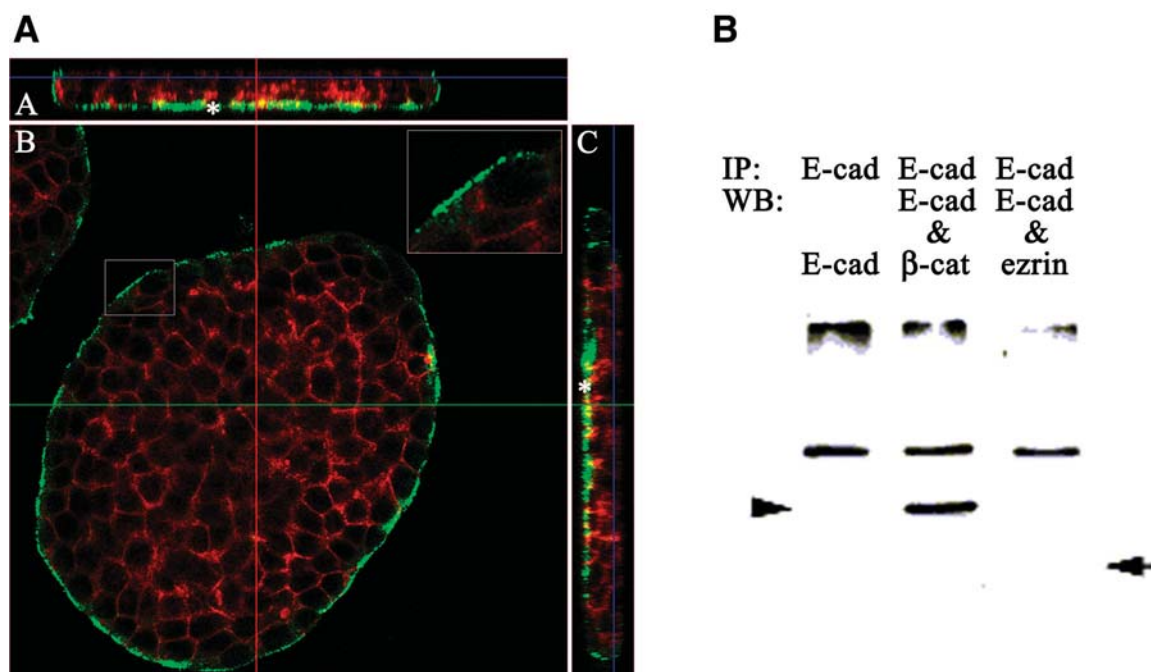 A
B
A
*
B
C
*
IP: E-cad E-cad E-cad
WB: E-cad E-cad
& &
E-cad β-cat ezrin